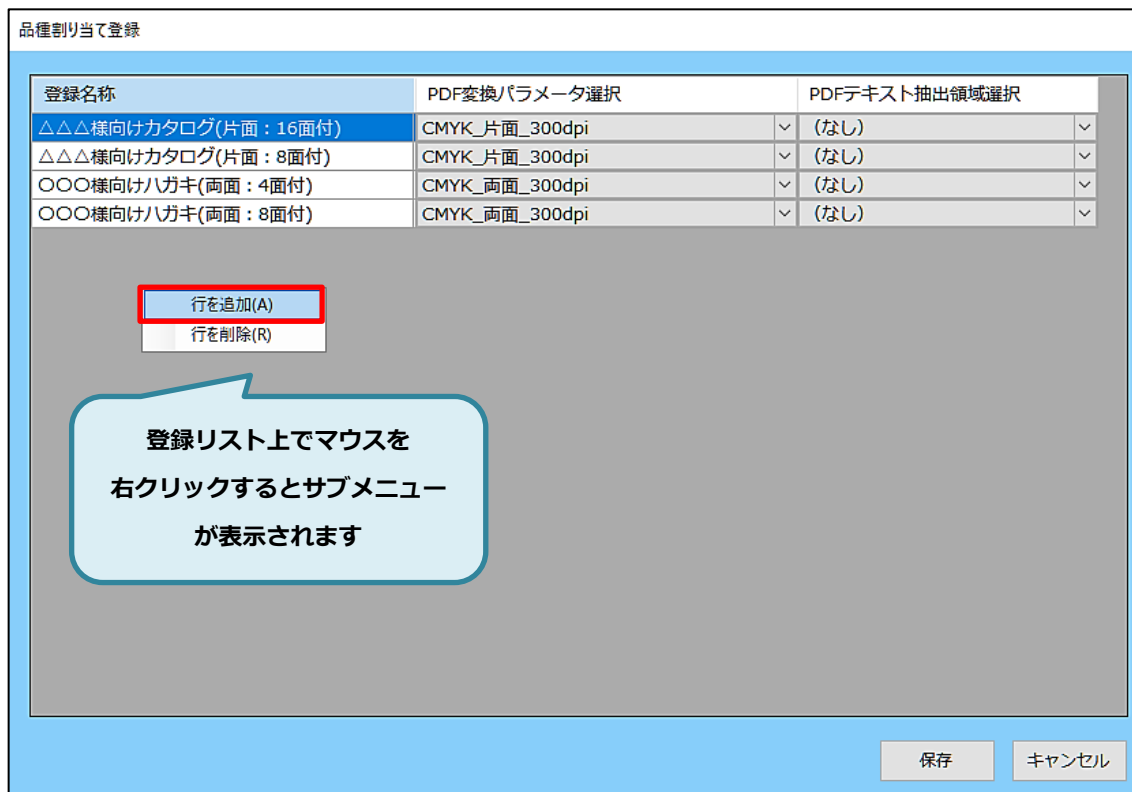 品種割り当て登録
登録名称 PDF変換パラメータ選択 PDFテキスト抽出領域選択
△△△様向けカタログ(片面：16面付) CMYK_片面_300dpi (なし)
△△△様向けカタログ(片面：8面付) CMYK_片面_300dpi (なし)
○○○様向けハガキ(両面：4面付) CMYK_両面_300dpi (なし)
○○○様向けハガキ(両面：8面付) CMYK_両面_300dpi (なし)
行を追加(A)
行を削除(R)
登録リスト上でマウスを
右クリックするとサブメニュー
が表示されます
保存 キャンセル